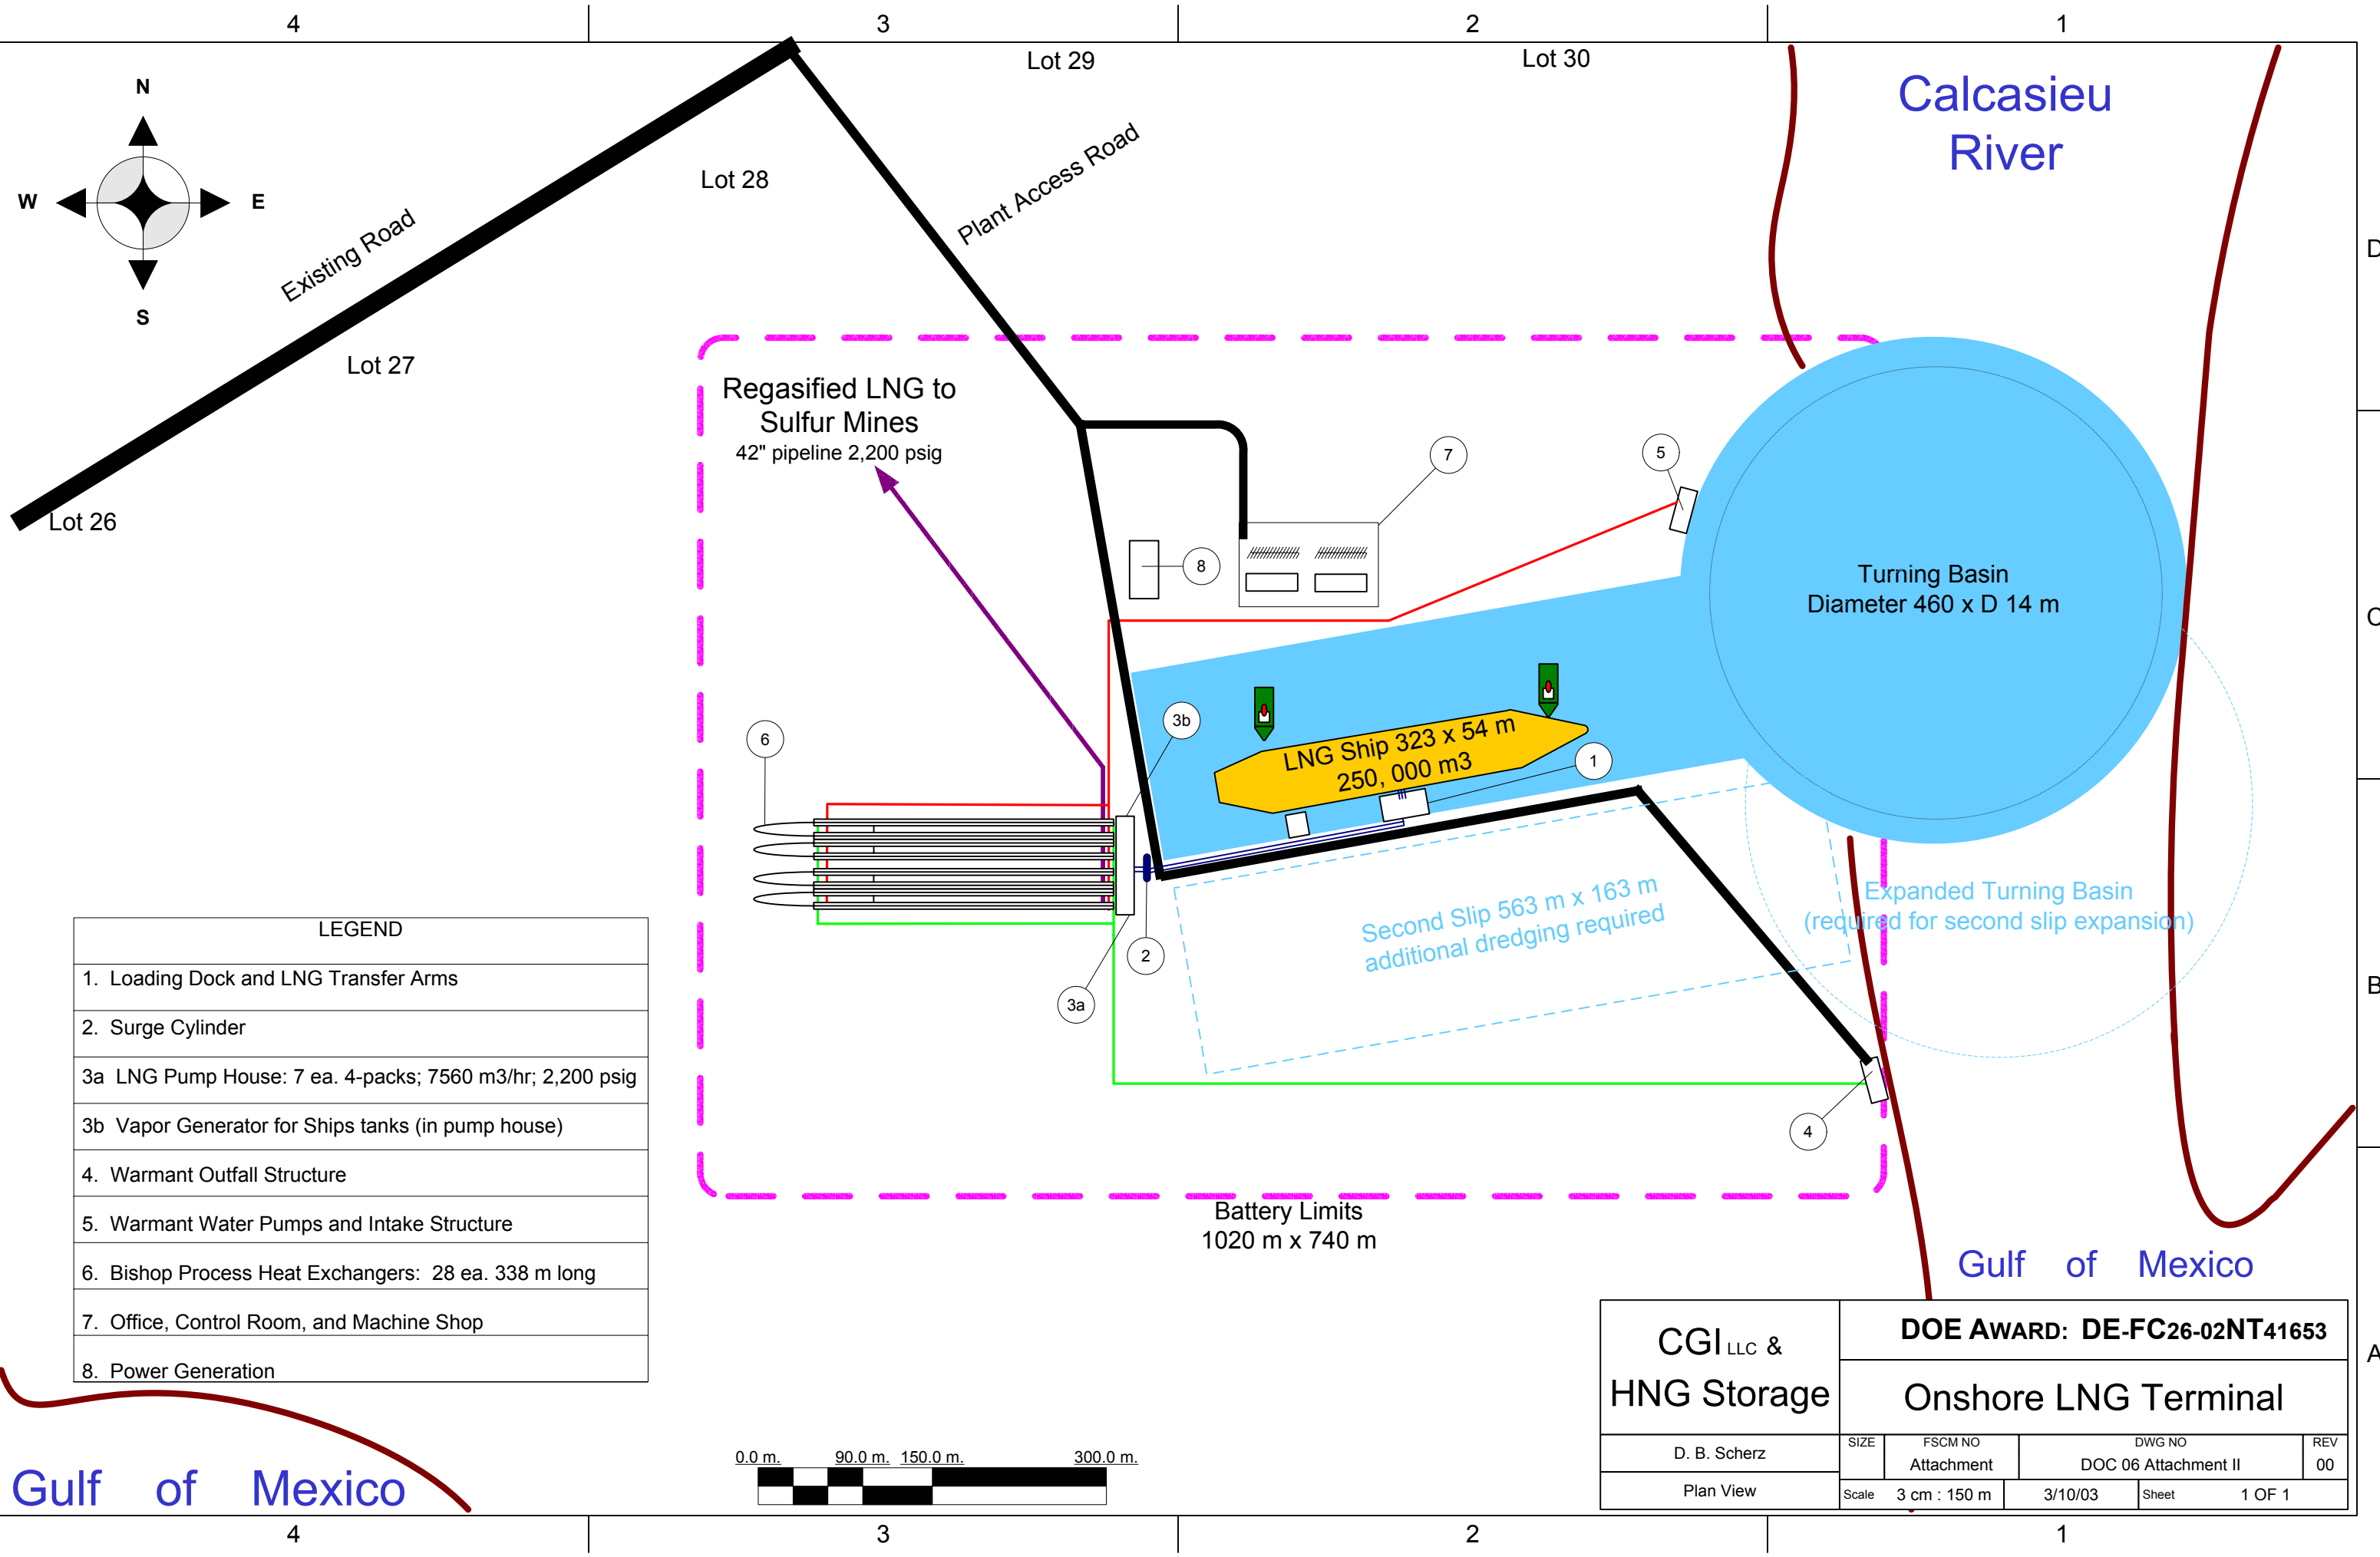 4 3 2 1
Lot 29
Lot 30
Calcasieu
River
N
W E
S
Lot 28
Plant Access Road
Existing Road
D
Lot 27
Regasified LNG to
Sulfur Mines
42" pipeline 2,200 psig
7
5
Lot 26
8
Turning Basin
Diameter 460 x D 14 m
C
3b
6
LNG Ship 323 x 54 m
250, 000 m3
1
Second Slip 563 m x 163 m
additional dredging required
Expanded Turning Basin
(required for second slip expansion)
2
3a
B
4
LEGEND
1. Loading Dock and LNG Transfer Arms
2. Surge Cylinder
3a LNG Pump House: 7 ea. 4-packs; 7560 m3/hr; 2,200 psig
3b Vapor Generator for Ships tanks (in pump house)
4. Warmant Outfall Structure
5. Warmant Water Pumps and Intake Structure
6. Bishop Process Heat Exchangers: 28 ea. 338 m long
7. Office, Control Room, and Machine Shop
8. Power Generation
Battery Limits
1020 m x 740 m
Gulf of Mexico
Gulf of Mexico
0.0 m. 90.0 m. 150.0 m. 300.0 m.
CGI LLC &
HNG Storage
DOE AWARD: DE-FC26-02NT41653
Onshore LNG Terminal
A
D. B. Scherz
Plan View
SIZE FSCM NO DWG NO REV
Attachment DOC 06 Attachment II 00
Scale 3 cm : 150 m 3/10/03 Sheet 1 OF 1
4 3 2 1